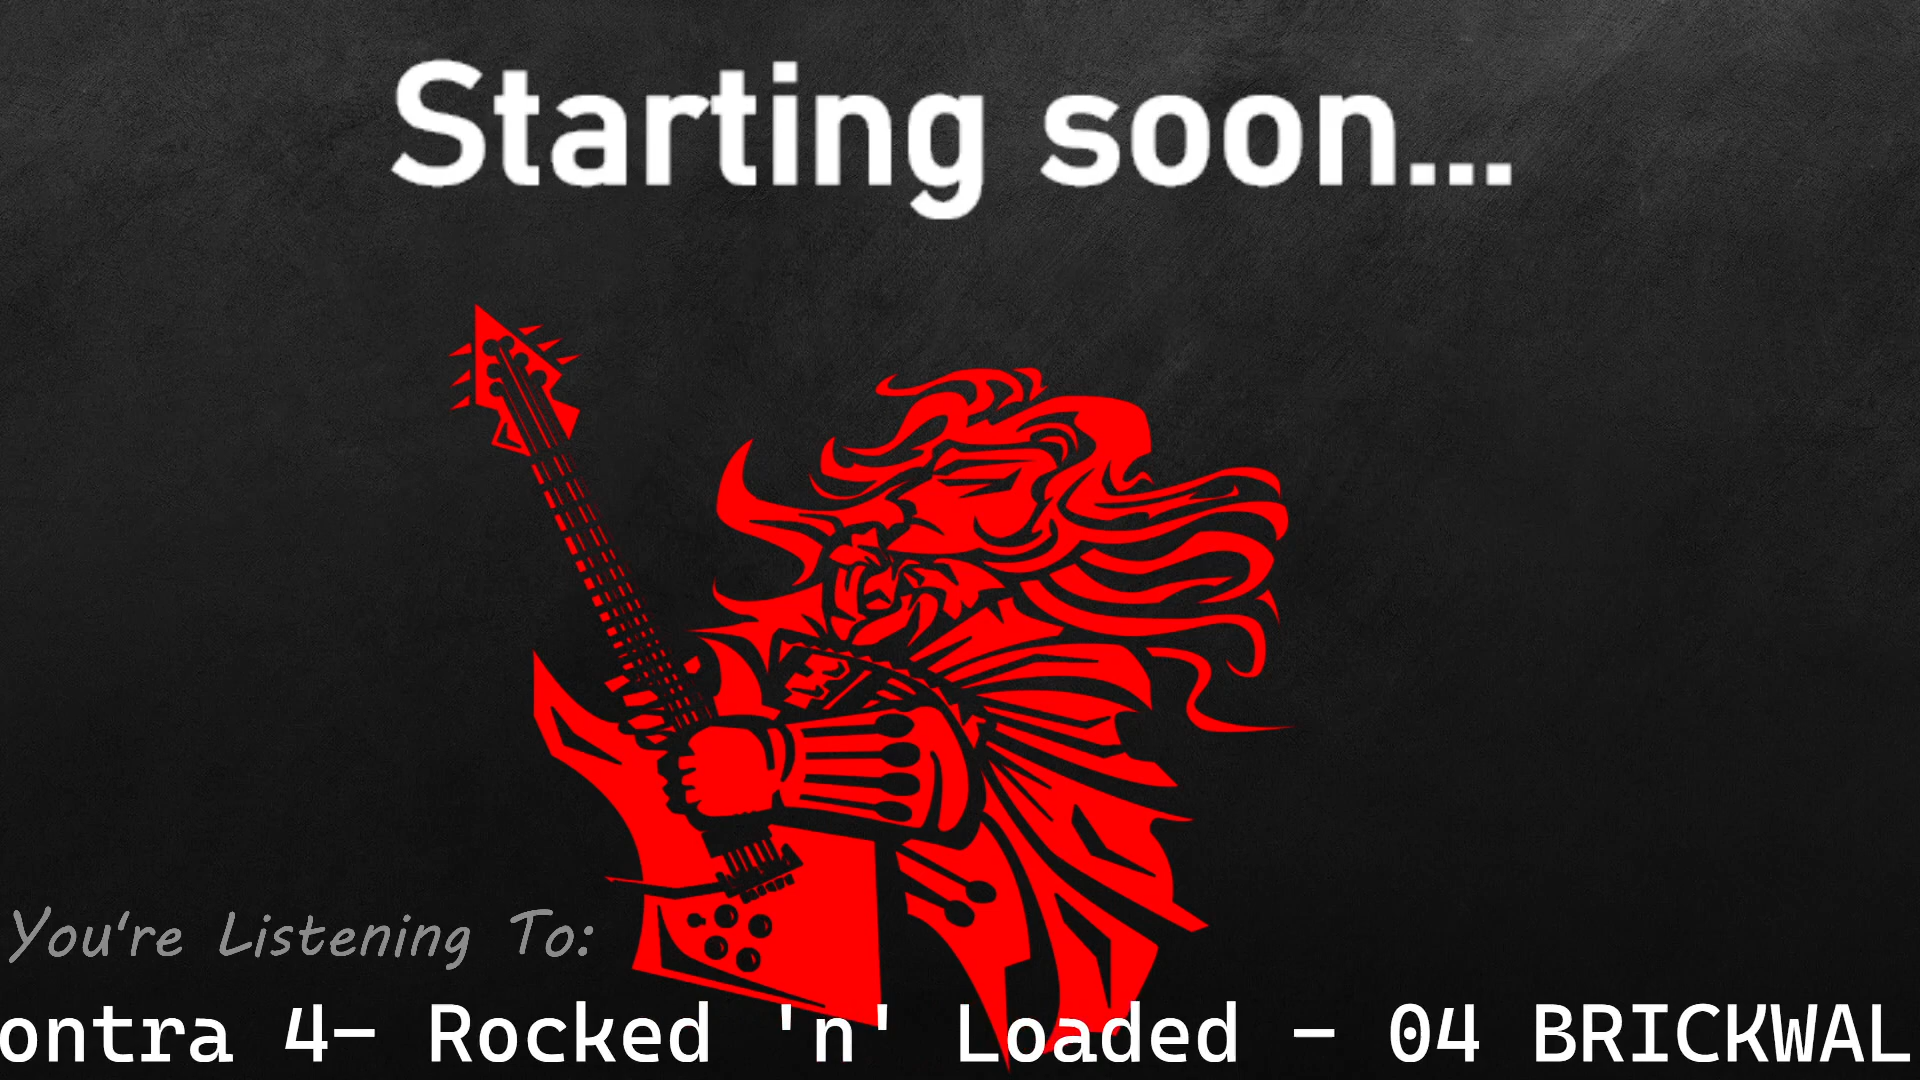 Starting soon...
You're Listening To:
ontra 4- Rocked 'n' Loaded - 04 BRICKWAL